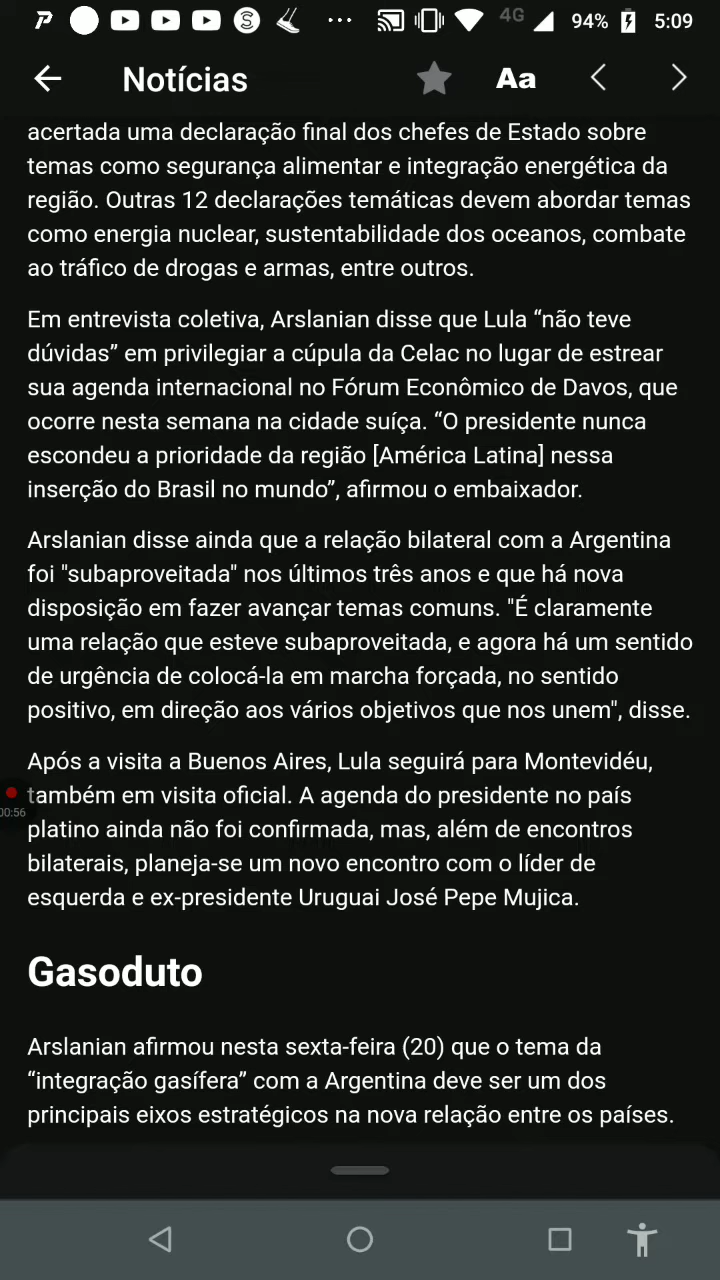 4G 94% 5:09
Notícias Aa
acertada uma declaração final dos chefes de Estado sobre
temas como segurança alimentar e integração energética da
região. Outras 12 declarações temáticas devem abordar temas
como energia nuclear, sustentabilidade dos oceanos, combate
ao tráfico de drogas e armas, entre outros.
Em entrevista coletiva, Arslanian disse que Lula “não teve
dúvidas” em privilegiar a cúpula da Celac no lugar de estrear
sua agenda internacional no Fórum Econômico de Davos, que
ocorre nesta semana na cidade suíça. “O presidente nunca
escondeu a prioridade da região [América Latina] nessa
inserção do Brasil no mundo”, afirmou o embaixador.
Arslanian disse ainda que a relação bilateral com a Argentina
foi "subaproveitada" nos últimos três anos e que há nova
disposição em fazer avançar temas comuns. "É claramente
uma relação que esteve subaproveitada, e agora há um sentido
de urgência de colocá-la em marcha forçada, no sentido
positivo, em direção aos vários objetivos que nos unem", disse.
Após a visita a Buenos Aires, Lula seguirá para Montevidéu,
também em visita oficial. A agenda do presidente no país
00:56
platino ainda não foi confirmada, mas, além de encontros
bilaterais, planeja-se um novo encontro com o líder de
esquerda e ex-presidente Uruguai José Pepe Mujica.
Gasoduto
Arslanian afirmou nesta sexta-feira (20) que o tema da
“integração gasífera” com a Argentina deve ser um dos
principais eixos estratégicos na nova relação entre os países.